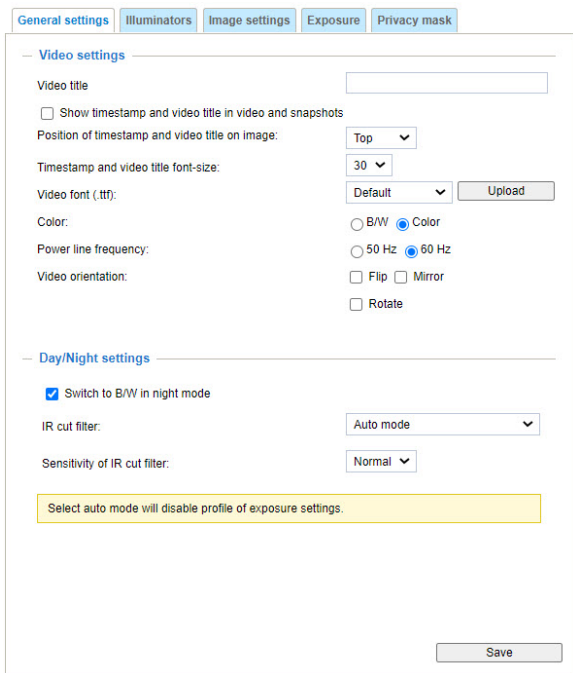 General settings Illuminators Image settings Exposure Privacy mask
Video settings
Video title
Show timestamp and video title in video and snapshots
Position of timestamp and video title on image: Top
Timestamp and video title font-size: 30
Video font (.ttf): Default Upload
Color: B/W Color
Power line frequency: 50 Hz 60 Hz
Video orientation: Flip Mirror
Rotate
Day/Night settings
Switch to B/W in night mode
IR cut filter: Auto mode
Sensitivity of IR cut filter: Normal
Select auto mode will disable profile of exposure settings.
Save